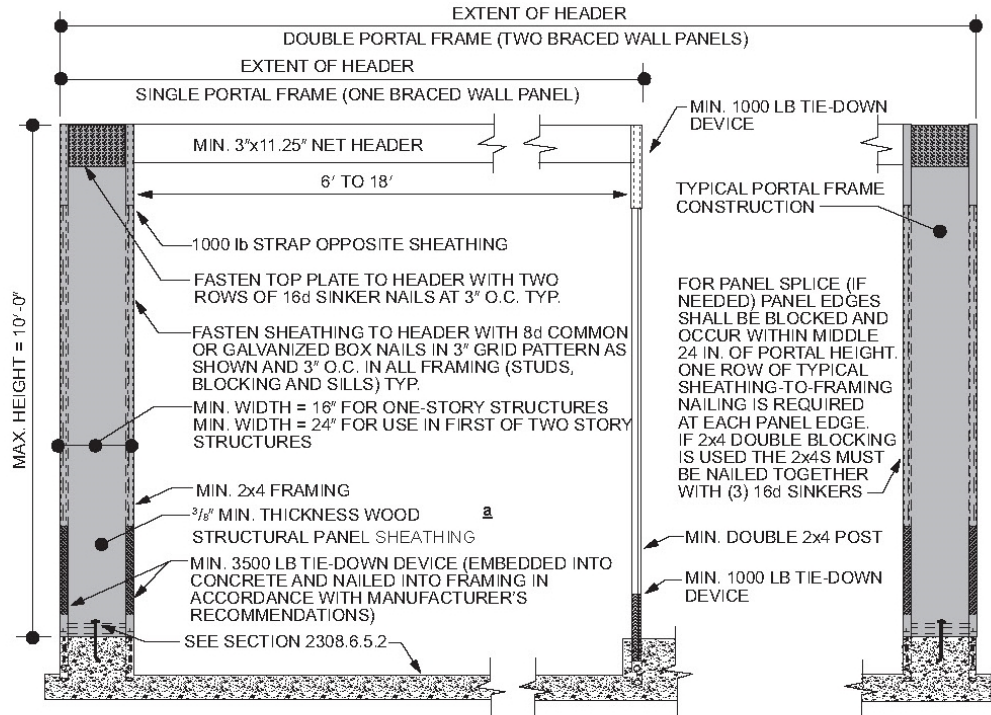 EXTENT OF HEADER
DOUBLE PORTAL FRAME (TWO BRACED WALL PANELS)
EXTENT OF HEADER
SINGLE PORTAL FRAME (ONE BRACED WALL PANEL)
MIN. 1000 LB TIE-DOWN
DEVICE
MIN. 3″x11.25″ NET HEADER
6′ TO 18′
TYPICAL PORTAL FRAME
CONSTRUCTION
1000 lb STRAP OPPOSITE SHEATHING
FASTEN TOP PLATE TO HEADER WITH TWO
ROWS OF 16d SINKER NAILS AT 3″ O.C. TYP.
FASTEN SHEATHING TO HEADER WITH 8d COMMON
OR GALVANIZED BOX NAILS IN 3″ GRID PATTERN AS
SHOWN AND 3″ O.C. IN ALL FRAMING (STUDS,
BLOCKING AND SILLS) TYP.
MIN. WIDTH = 16″ FOR ONE-STORY STRUCTURES
MIN. WIDTH = 24″ FOR USE IN FIRST OF TWO STORY
STRUCTURES
FOR PANEL SPLICE (IF
NEEDED) PANEL EDGES
SHALL BE BLOCKED AND
OCCUR WITHIN MIDDLE
24 IN. OF PORTAL HEIGHT.
ONE ROW OF TYPICAL
SHEATHING-TO-FRAMING
NAILING IS REQUIRED
AT EACH PANEL EDGE.
IF 2x4 DOUBLE BLOCKING
IS USED THE 2x4S MUST
BE NAILED TOGETHER
WITH (3) 16d SINKERS
MAX. HEIGHT = 10′-0″
MIN. 2x4 FRAMING
3/8″ MIN. THICKNESS WOOD a
STRUCTURAL PANEL SHEATHING
MIN. DOUBLE 2x4 POST
MIN. 3500 LB TIE-DOWN DEVICE (EMBEDDED INTO
CONCRETE AND NAILED INTO FRAMING IN
ACCORDANCE WITH MANUFACTURER'S
RECOMMENDATIONS)
MIN. 1000 LB TIE-DOWN
DEVICE
SEE SECTION 2308.6.5.2